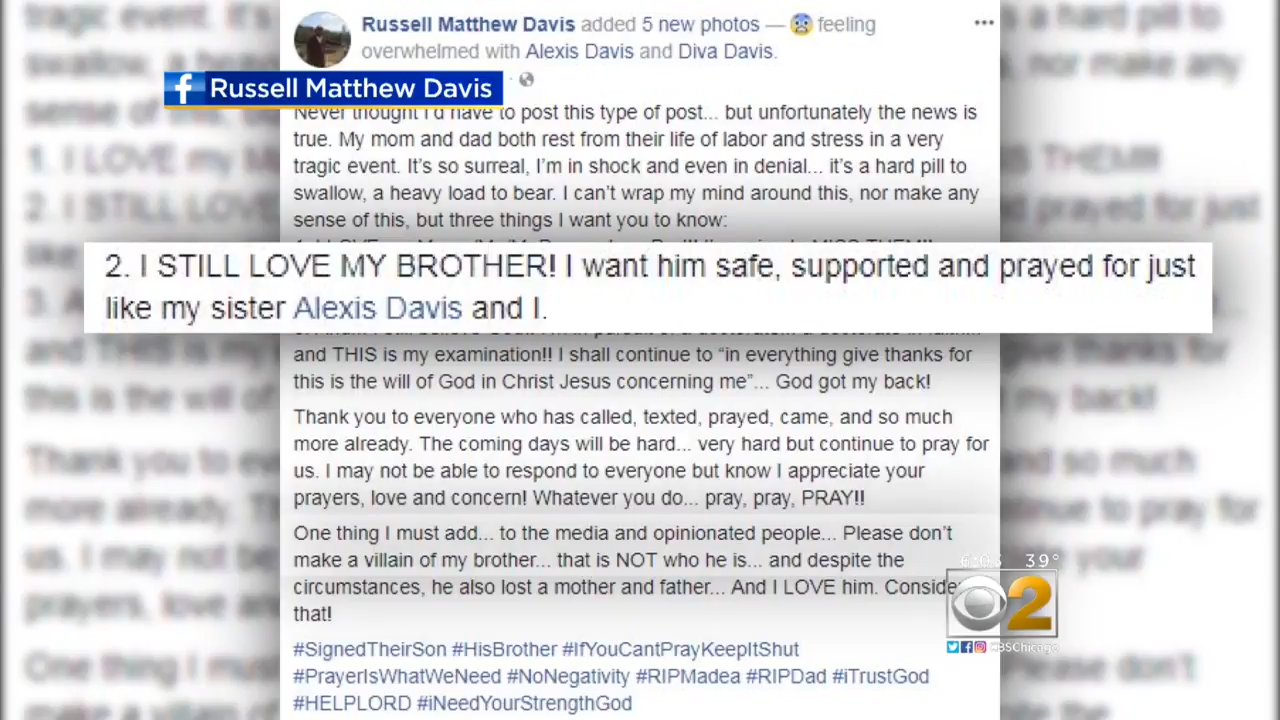 Russell Matthew Davis added 5 new photos — feeling
overwhelmed with Alexis Davis and Diva Davis.
Russell Matthew Davis
Never thought I'd have to post this type of post... but unfortunately the news is
true. My mom and dad both rest from their life of labor and stress in a very
tragic event. It's so surreal, I'm in shock and even in denial... it's a hard pill to
swallow, a heavy load to bear. I can't wrap my mind around this, nor make any
sense of this, but three things I want you to know:
2. I STILL LOVE MY BROTHER! I want him safe, supported and prayed for just
like my sister Alexis Davis and I.
and THIS is my examination!! I shall continue to “in everything give thanks for
this is the will of God in Christ Jesus concerning me”... God got my back!
Thank you to everyone who has called, texted, prayed, came, and so much
more already. The coming days will be hard... very hard but continue to pray for
us. I may not be able to respond to everyone but know I appreciate your
prayers, love and concern! Whatever you do... pray, pray, PRAY!!
One thing I must add... to the media and opinionated people... Please don't
make a villain of my brother... that is NOT who he is... and despite the
circumstances, he also lost a mother and father... And I LOVE him. Conside
that!
#SignedTheirSon #HisBrother #IfYouCantPrayKeepItShut
#PrayerIsWhatWeNeed #NoNegativity #RIPMadea #RIPDad #iTrustGod
#HELPLORD #iNeedYourStrengthGod
6:03 39°
2
CBSChicago